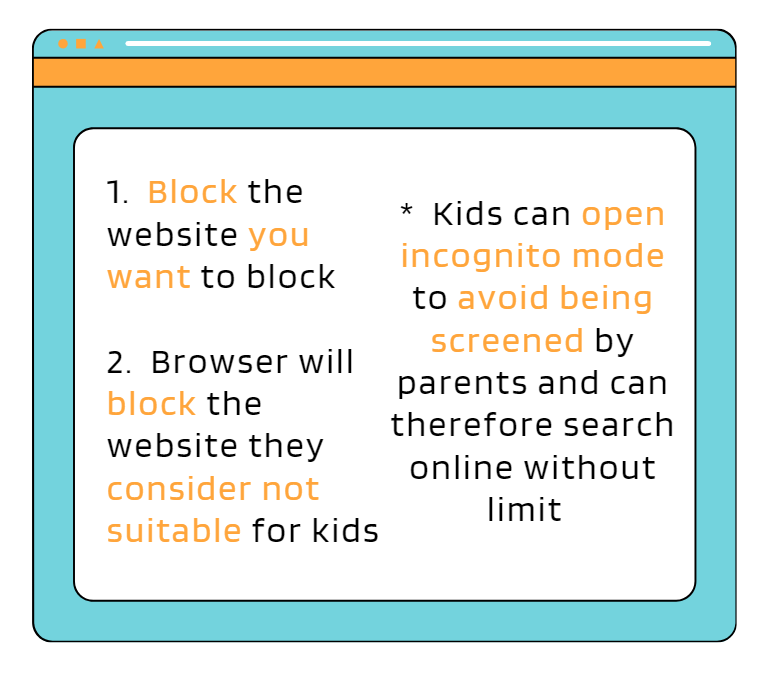 1. Block the
website you
want to block
2. Browser will
block the
website they
consider not
suitable for kids
* Kids can open
incognito mode
to avoid being
screened by
parents and can
therefore search
online without
limit